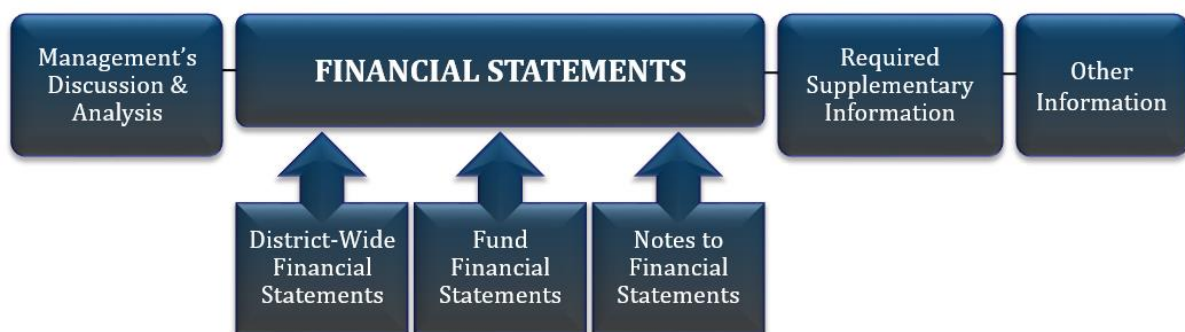 Management’s
Discussion &
Analysis
FINANCIAL STATEMENTS
Required
Supplementary
Information
Other
Information
District-Wide
Financial
Statements
Fund
Financial
Statements
Notes to
Financial
Statements